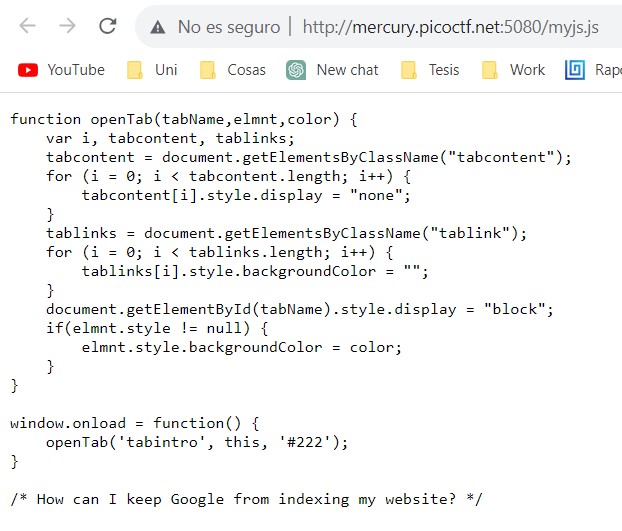 No es seguro | http://mercury.picoctf.net:5080/myjs.js
YouTube Uni Cosas New chat Tesis Work Rap
function openTab(tabName,elmnt,color) {
    var i, tabcontent, tablinks;
    tabcontent = document.getElementsByClassName("tabcontent");
    for (i = 0; i < tabcontent.length; i++) {
        tabcontent[i].style.display = "none";
    }
    tablinks = document.getElementsByClassName("tablink");
    for (i = 0; i < tablinks.length; i++) {
        tablinks[i].style.backgroundColor = "";
    }
    document.getElementById(tabName).style.display = "block";
    if(elmnt.style != null) {
        elmnt.style.backgroundColor = color;
    }
}
window.onload = function() {
    openTab('tabintro', this, '#222');
}
/* How can I keep Google from indexing my website? */